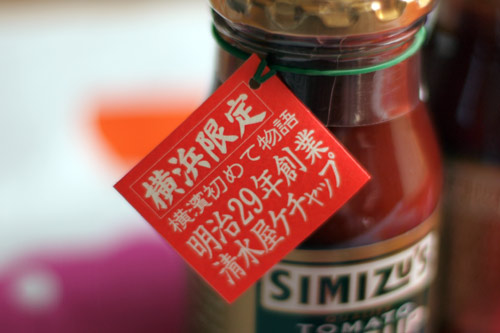 横浜限定
横濱初めて物語
明治29年創業
清水屋ケチャップ
SIMIZU'S
TOMATO